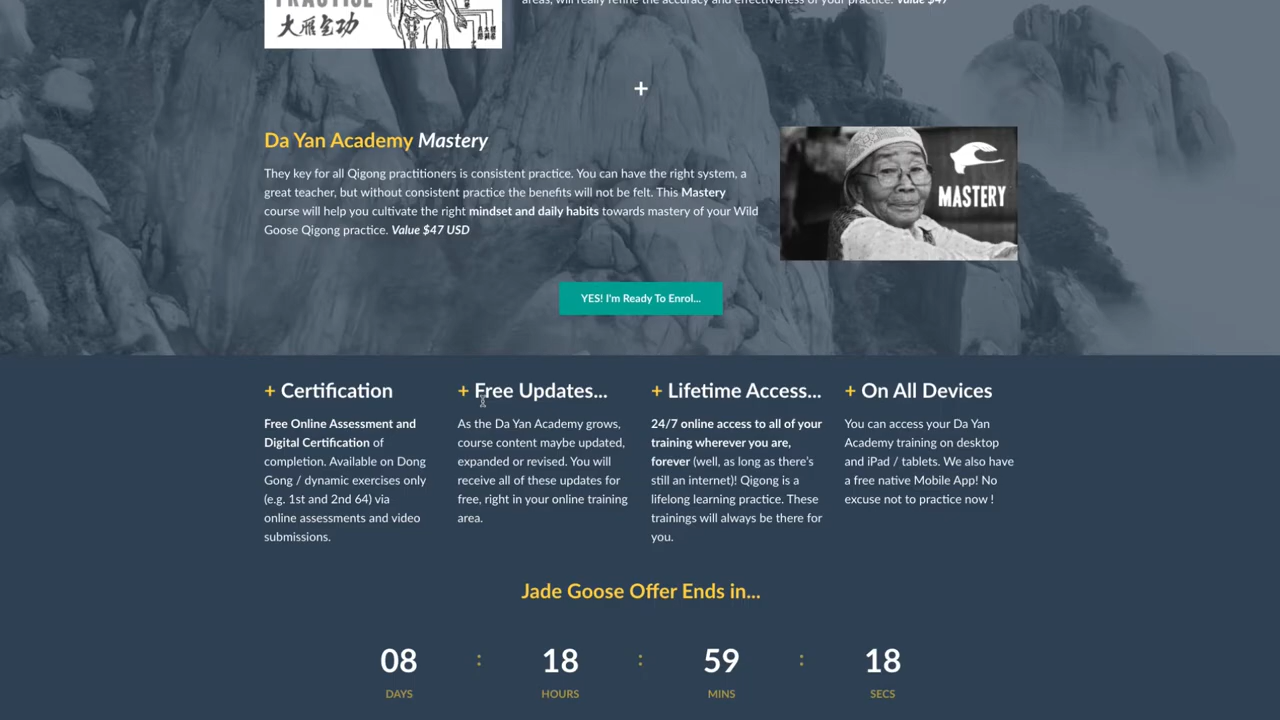 PRACTICE
大雁气功
areas, will really refine the accuracy and effectiveness of your practice. Value $47
+
Da Yan Academy Mastery
They key for all Qigong practitioners is consistent practice. You can have the right system, a
great teacher, but without consistent practice the benefits will not be felt. This Mastery
course will help you cultivate the right mindset and daily habits towards mastery of your Wild
Goose Qigong practice. Value $47 USD
MASTERY
YES! I'm Ready To Enrol...
+ Certification
Free Online Assessment and
Digital Certification of
completion. Available on Dong
Gong / dynamic exercises only
(e.g. 1st and 2nd 64) via
online assessments and video
submissions.
+ Free Updates...
As the Da Yan Academy grows,
course content maybe updated,
expanded or revised. You will
receive all of these updates for
free, right in your online training
area.
+ Lifetime Access...
24/7 online access to all of your
training wherever you are,
forever (well, as long as there's
still an internet)! Qigong is a
lifelong learning practice. These
trainings will always be there for
you.
+ On All Devices
You can access your Da Yan
Academy training on desktop
and iPad / tablets. We also have
a free native Mobile App! No
excuse not to practice now !
Jade Goose Offer Ends in...
08 : 18 : 59 : 18
DAYS HOURS MINS SECS